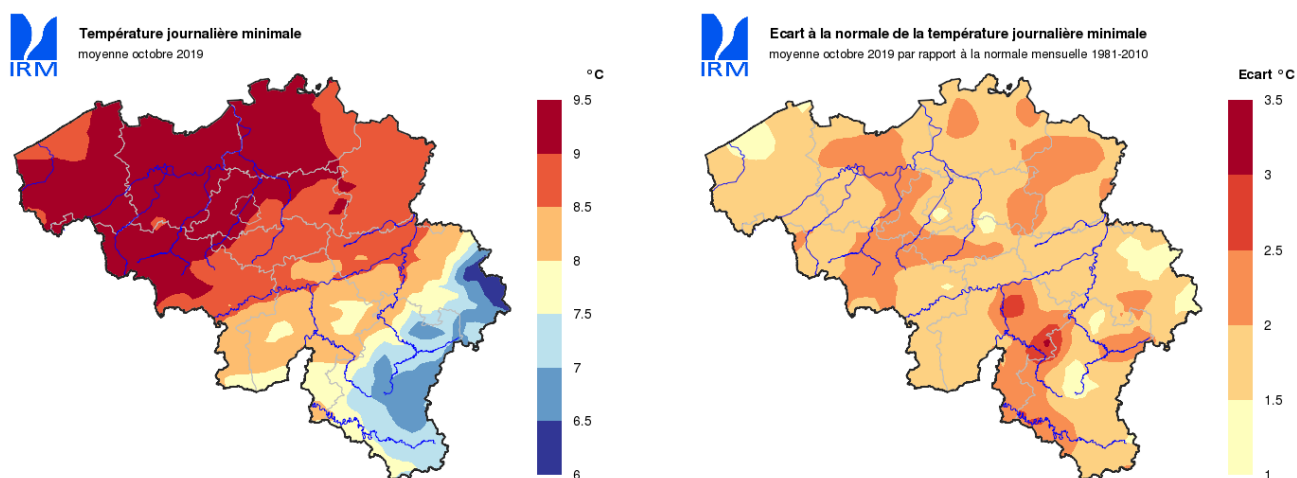 IRM
Température journalière minimale
moyenne octobre 2019
°C
9.5
9
8.5
8
7.5
7
6.5
6
IRM
Ecart à la normale de la température journalière minimale
moyenne octobre 2019 par rapport à la normale mensuelle 1981-2010
Ecart °C
3.5
3
2.5
2
1.5
1